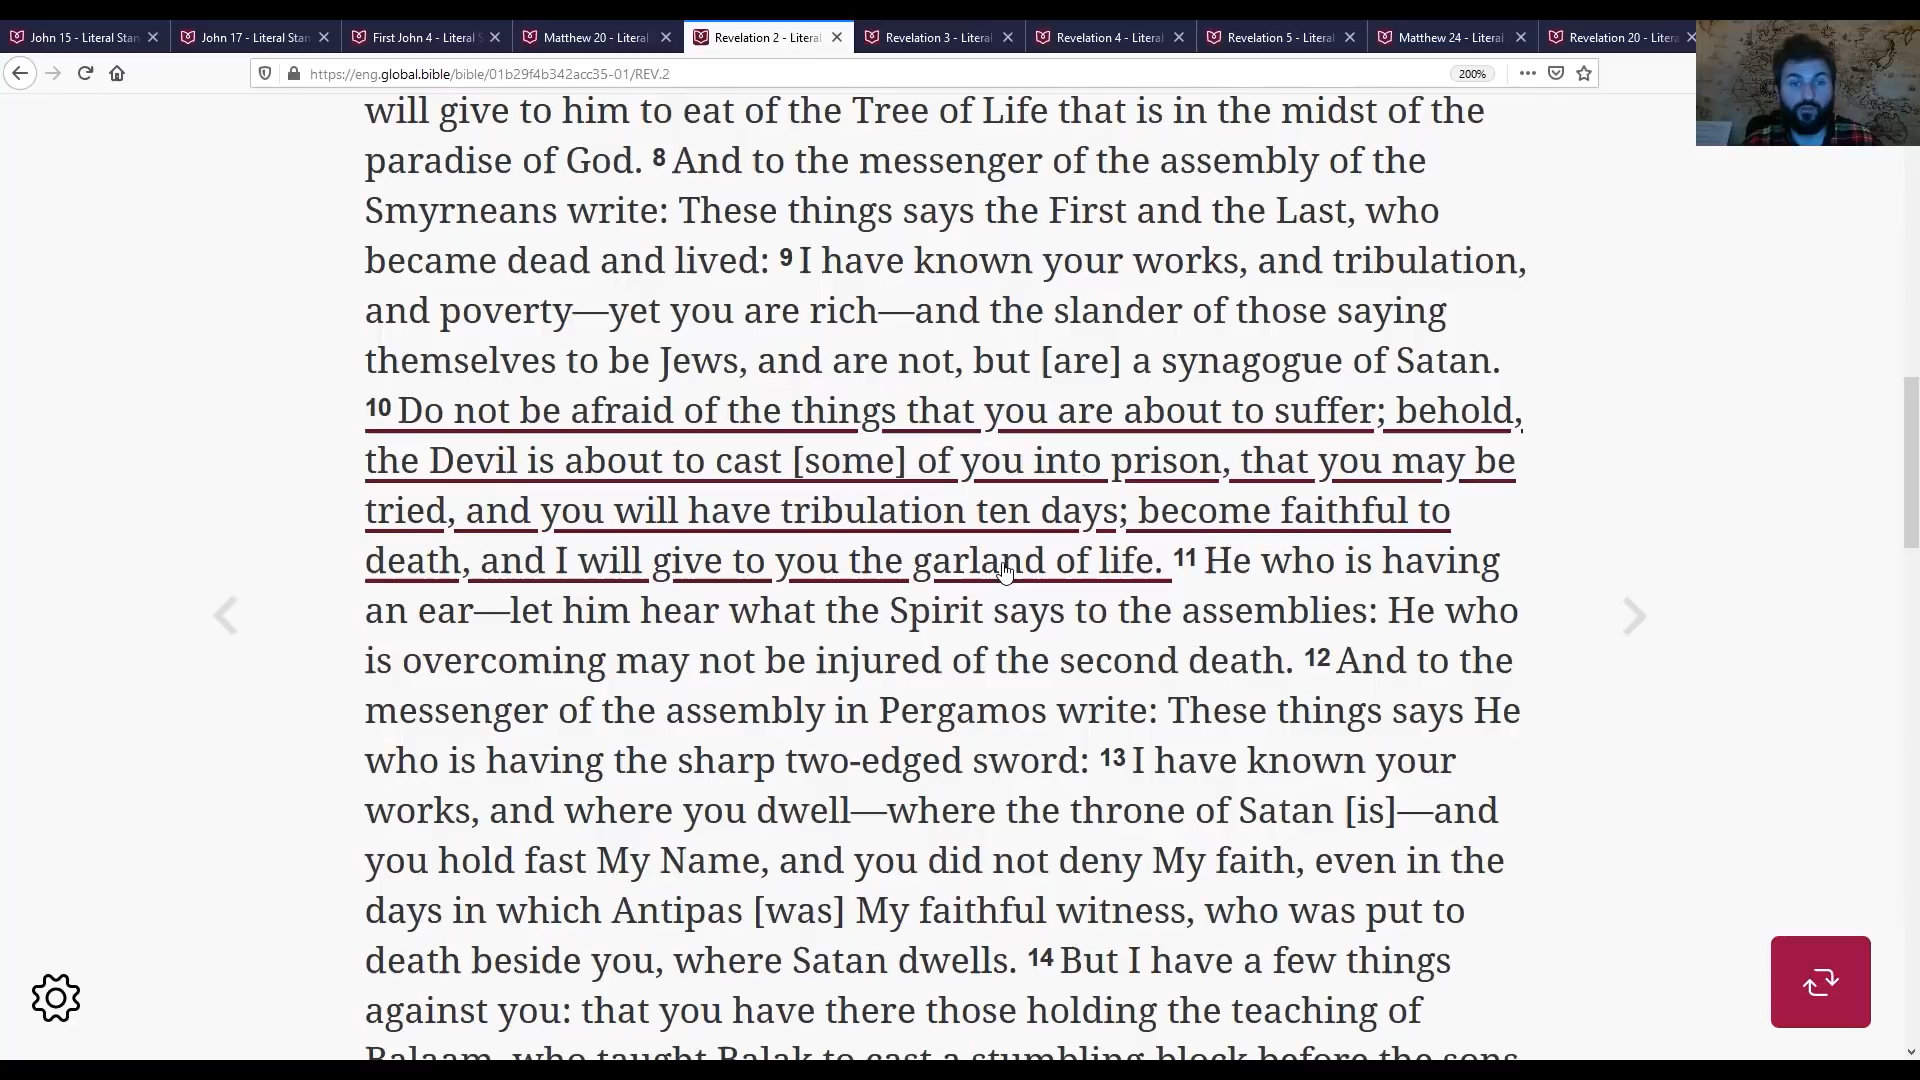 John 15 - Literal Stan
John 17 - Literal Stan
First John 4 - Literal S
Matthew 20 - Literal
Revelation 2 - Literal
Revelation 3 - Literal
Revelation 4 - Literal
Revelation 5 - Literal
Matthew 24 - Literal
Revelation 20 - Litera
https://eng.global.bible/bible/01b29f4b342acc35-01/REV.2
200%
will give to him to eat of the Tree of Life that is in the midst of the
paradise of God. 8 And to the messenger of the assembly of the
Smyrneans write: These things says the First and the Last, who
became dead and lived: 9 I have known your works, and tribulation,
and poverty—yet you are rich—and the slander of those saying
themselves to be Jews, and are not, but [are] a synagogue of Satan.
10 Do not be afraid of the things that you are about to suffer; behold,
the Devil is about to cast [some] of you into prison, that you may be
tried, and you will have tribulation ten days; become faithful to
death, and I will give to you the garland of life. 11 He who is having
an ear—let him hear what the Spirit says to the assemblies: He who
is overcoming may not be injured of the second death. 12 And to the
messenger of the assembly in Pergamos write: These things says He
who is having the sharp two-edged sword: 13 I have known your
works, and where you dwell—where the throne of Satan [is]—and
you hold fast My Name, and you did not deny My faith, even in the
days in which Antipas [was] My faithful witness, who was put to
death beside you, where Satan dwells. 14 But I have a few things
against you: that you have there those holding the teaching of
Balaam, who taught Balak to cast a stumbling-block before the sons